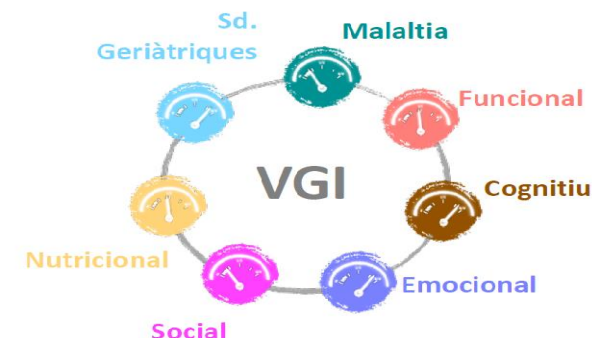 Sd.
Geriàtriques
Malaltia
Funcional
VGI
Cognitiu
Nutricional
Emocional
Social